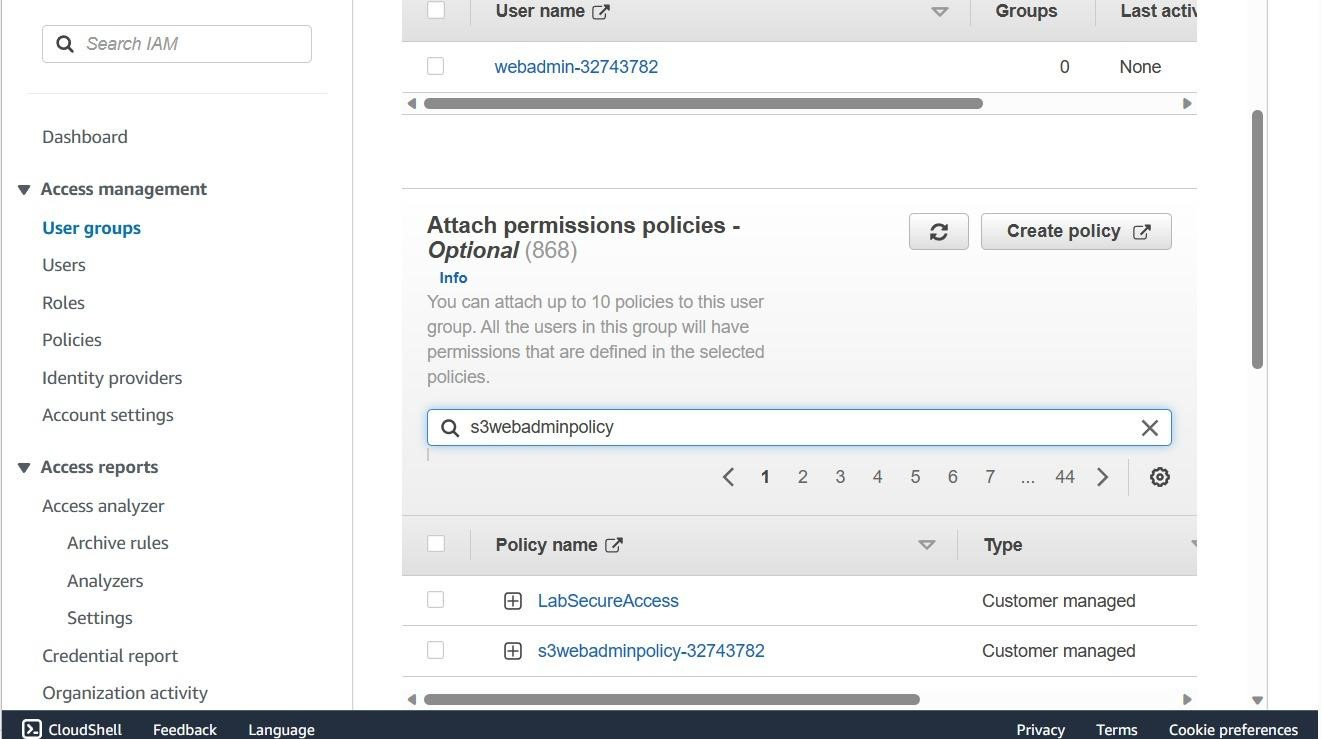 Search IAM
Dashboard
Access management
User groups
Users
Roles
Policies
Identity providers
Account settings
Access reports
Access analyzer
Archive rules
Analyzers
Settings
Credential report
Organization activity
User name Groups Last activ
webadmin-32743782 0 None
Attach permissions policies -
Optional (868)
Info
Create policy
You can attach up to 10 policies to this user
group. All the users in this group will have
permissions that are defined in the selected
policies.
s3webadminpolicy
1 2 3 4 5 6 7 ... 44
Policy name Type
LabSecureAccess Customer managed
s3webadminpolicy-32743782 Customer managed
CloudShell Feedback Language Privacy Terms Cookie preferences